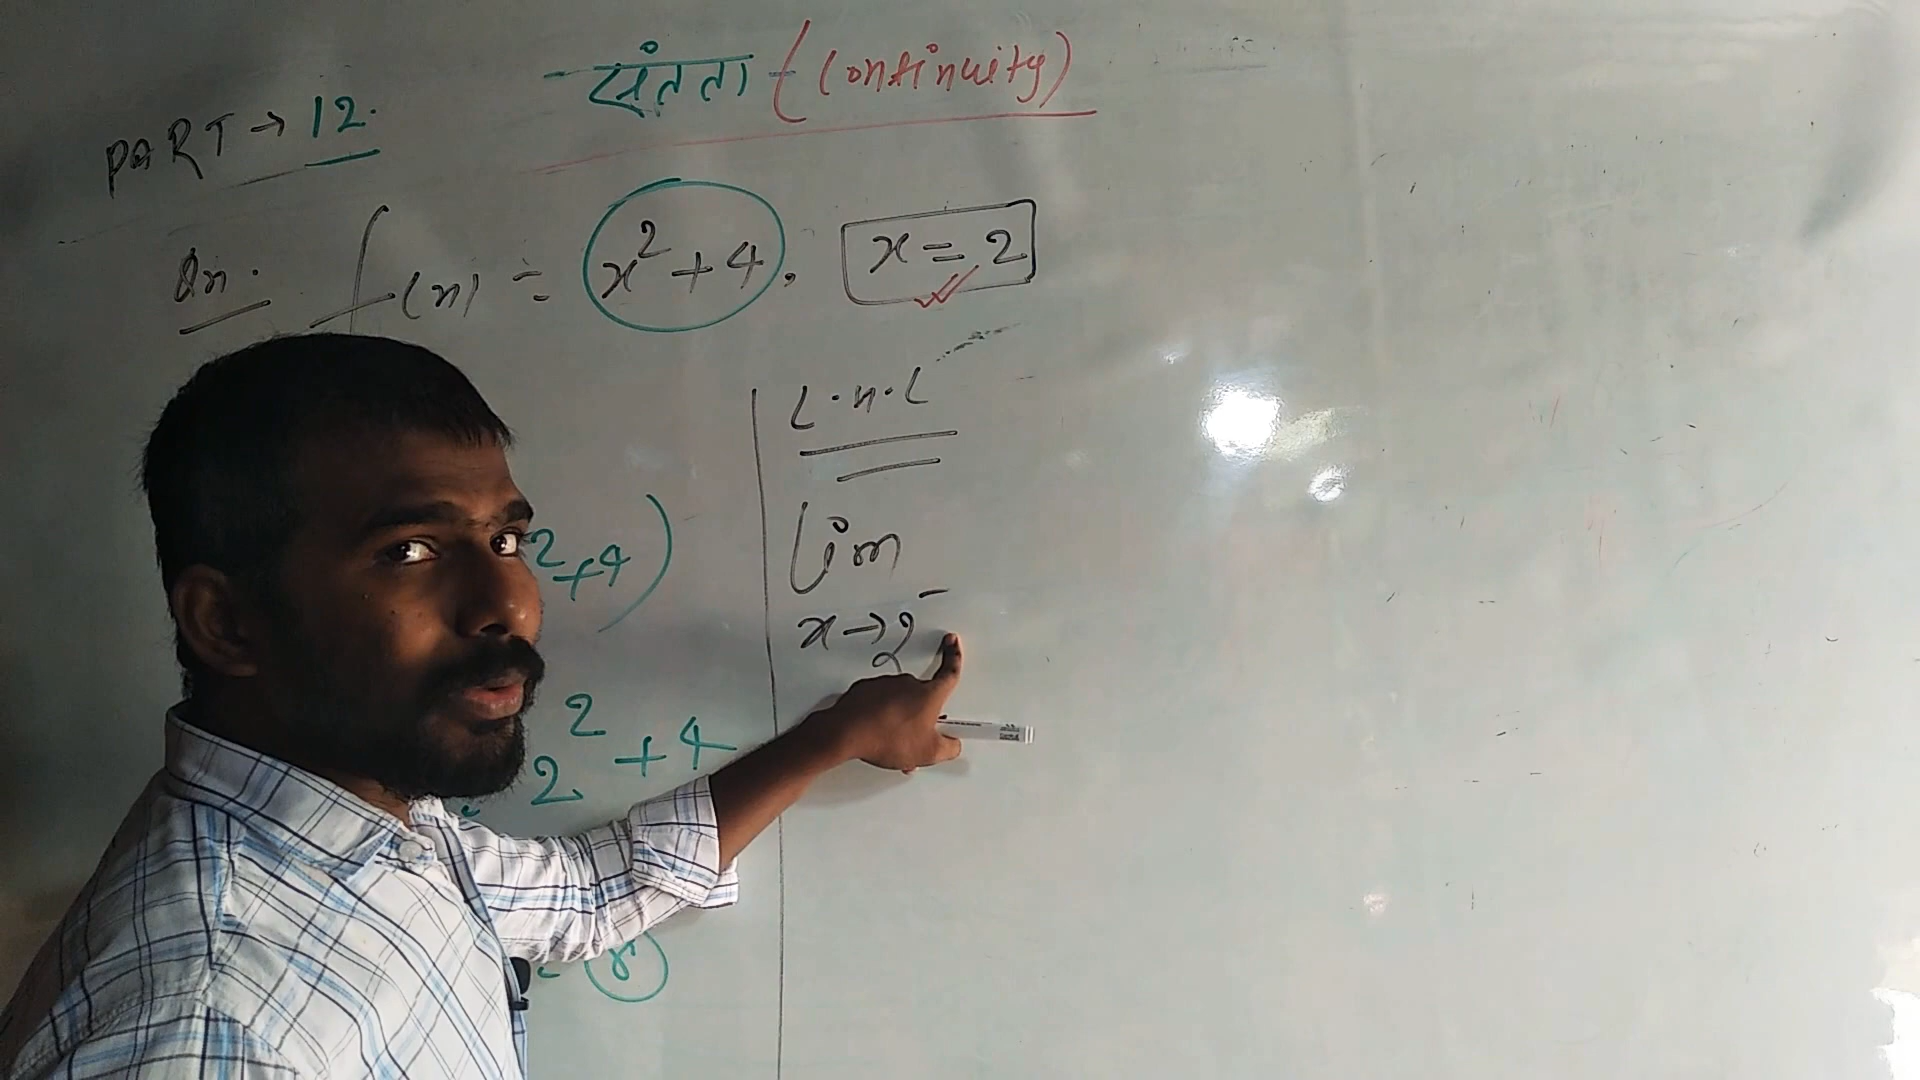 संतता (Continuity)
PART → 12.
Qn. f(x) = x²+4, x = 2
L.H.L
²+4)
lim
x→2⁻
2² + 4
= 8